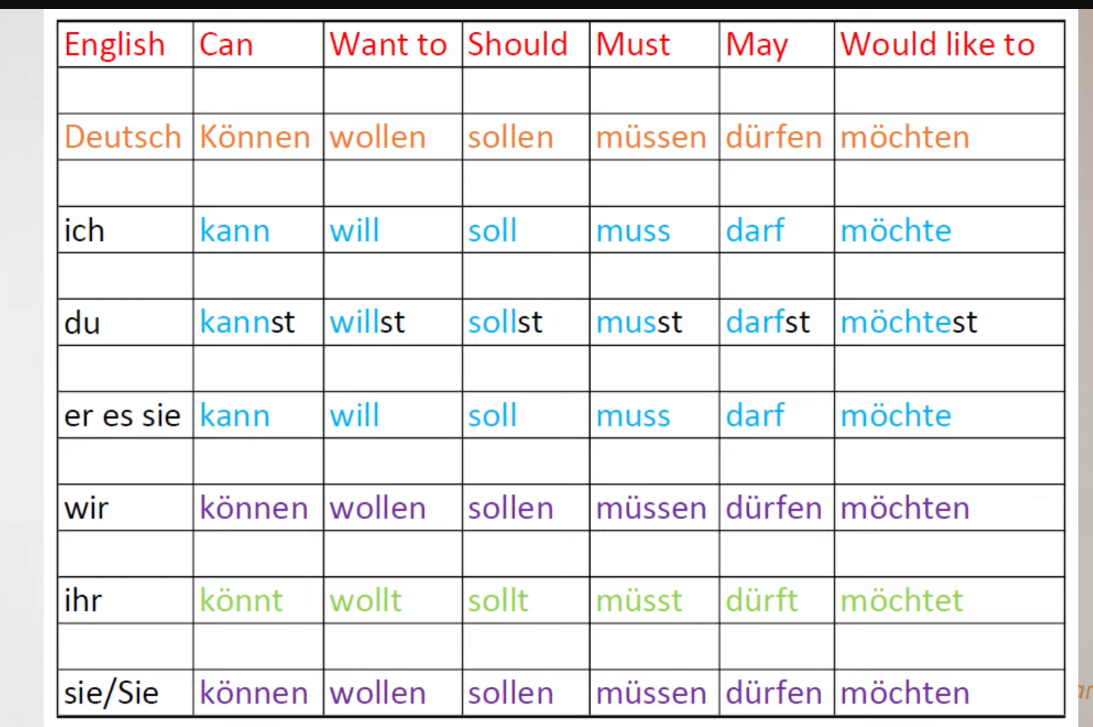 English Can Want to Should Must May Would like to
Deutsch Können wollen sollen müssen dürfen möchten
ich kann will soll muss darf möchte
du kannst willst sollst musst darfst möchtest
er es sie kann will soll muss darf möchte
wir können wollen sollen müssen dürfen möchten
ihr könnt wollt sollt müsst dürft möchtet
sie/Sie können wollen sollen müssen dürfen möchten